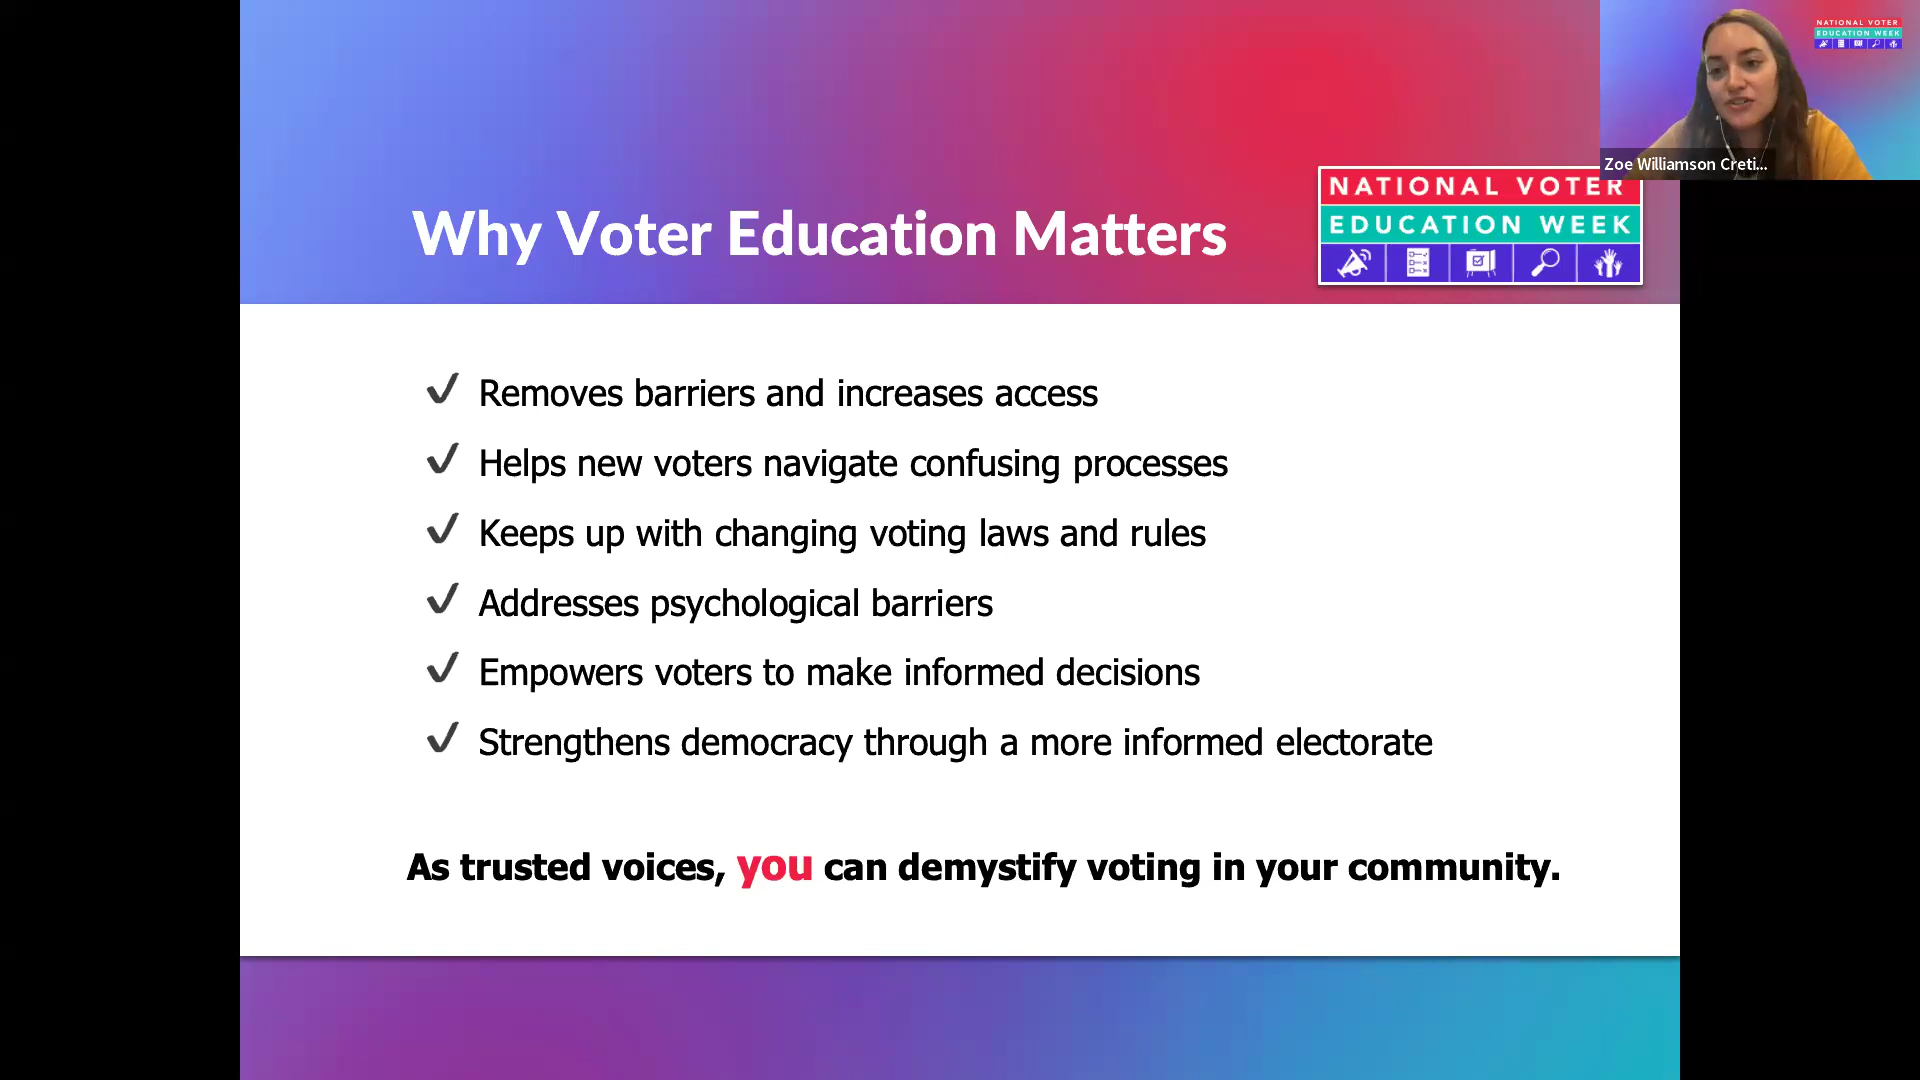 NATIONAL VOTER
EDUCATION WEEK
Zoe Williamson Creti...
Why Voter Education Matters
NATIONAL VOTER
EDUCATION WEEK
✔ Removes barriers and increases access
✔ Helps new voters navigate confusing processes
✔ Keeps up with changing voting laws and rules
✔ Addresses psychological barriers
✔ Empowers voters to make informed decisions
✔ Strengthens democracy through a more informed electorate
As trusted voices, you can demystify voting in your community.